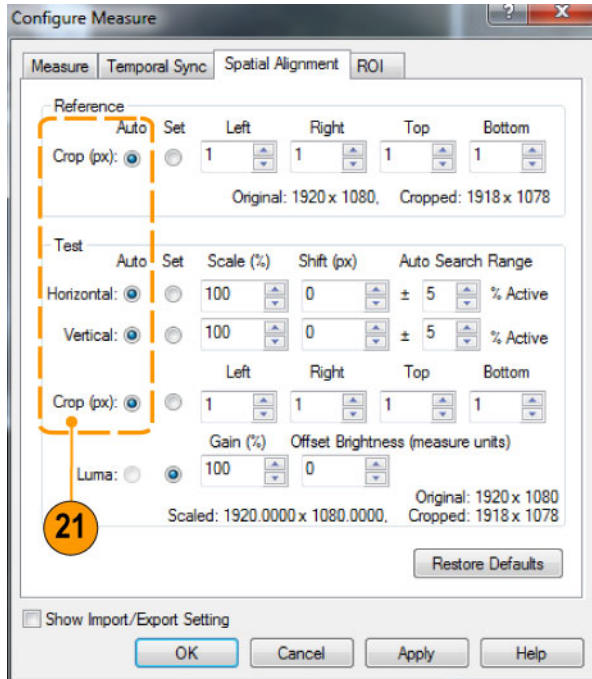 Configure Measure
? X
Measure Temporal Sync Spatial Alignment ROI
Reference
Auto Set Left Right Top Bottom
Crop (px): 1 1 1 1
Original: 1920 x 1080, Cropped: 1918 x 1078
Test
Auto Set Scale (%) Shift (px) Auto Search Range
Horizontal: 100 0 ± 5 % Active
Vertical: 100 0 ± 5 % Active
Left Right Top Bottom
Crop (px): 1 1 1 1
Gain (%) Offset Brightness (measure units)
Luma: 100 0
21
Original: 1920 x 1080
Scaled: 1920.0000 x 1080.0000, Cropped: 1918 x 1078
Restore Defaults
Show Import/Export Setting
OK Cancel Apply Help